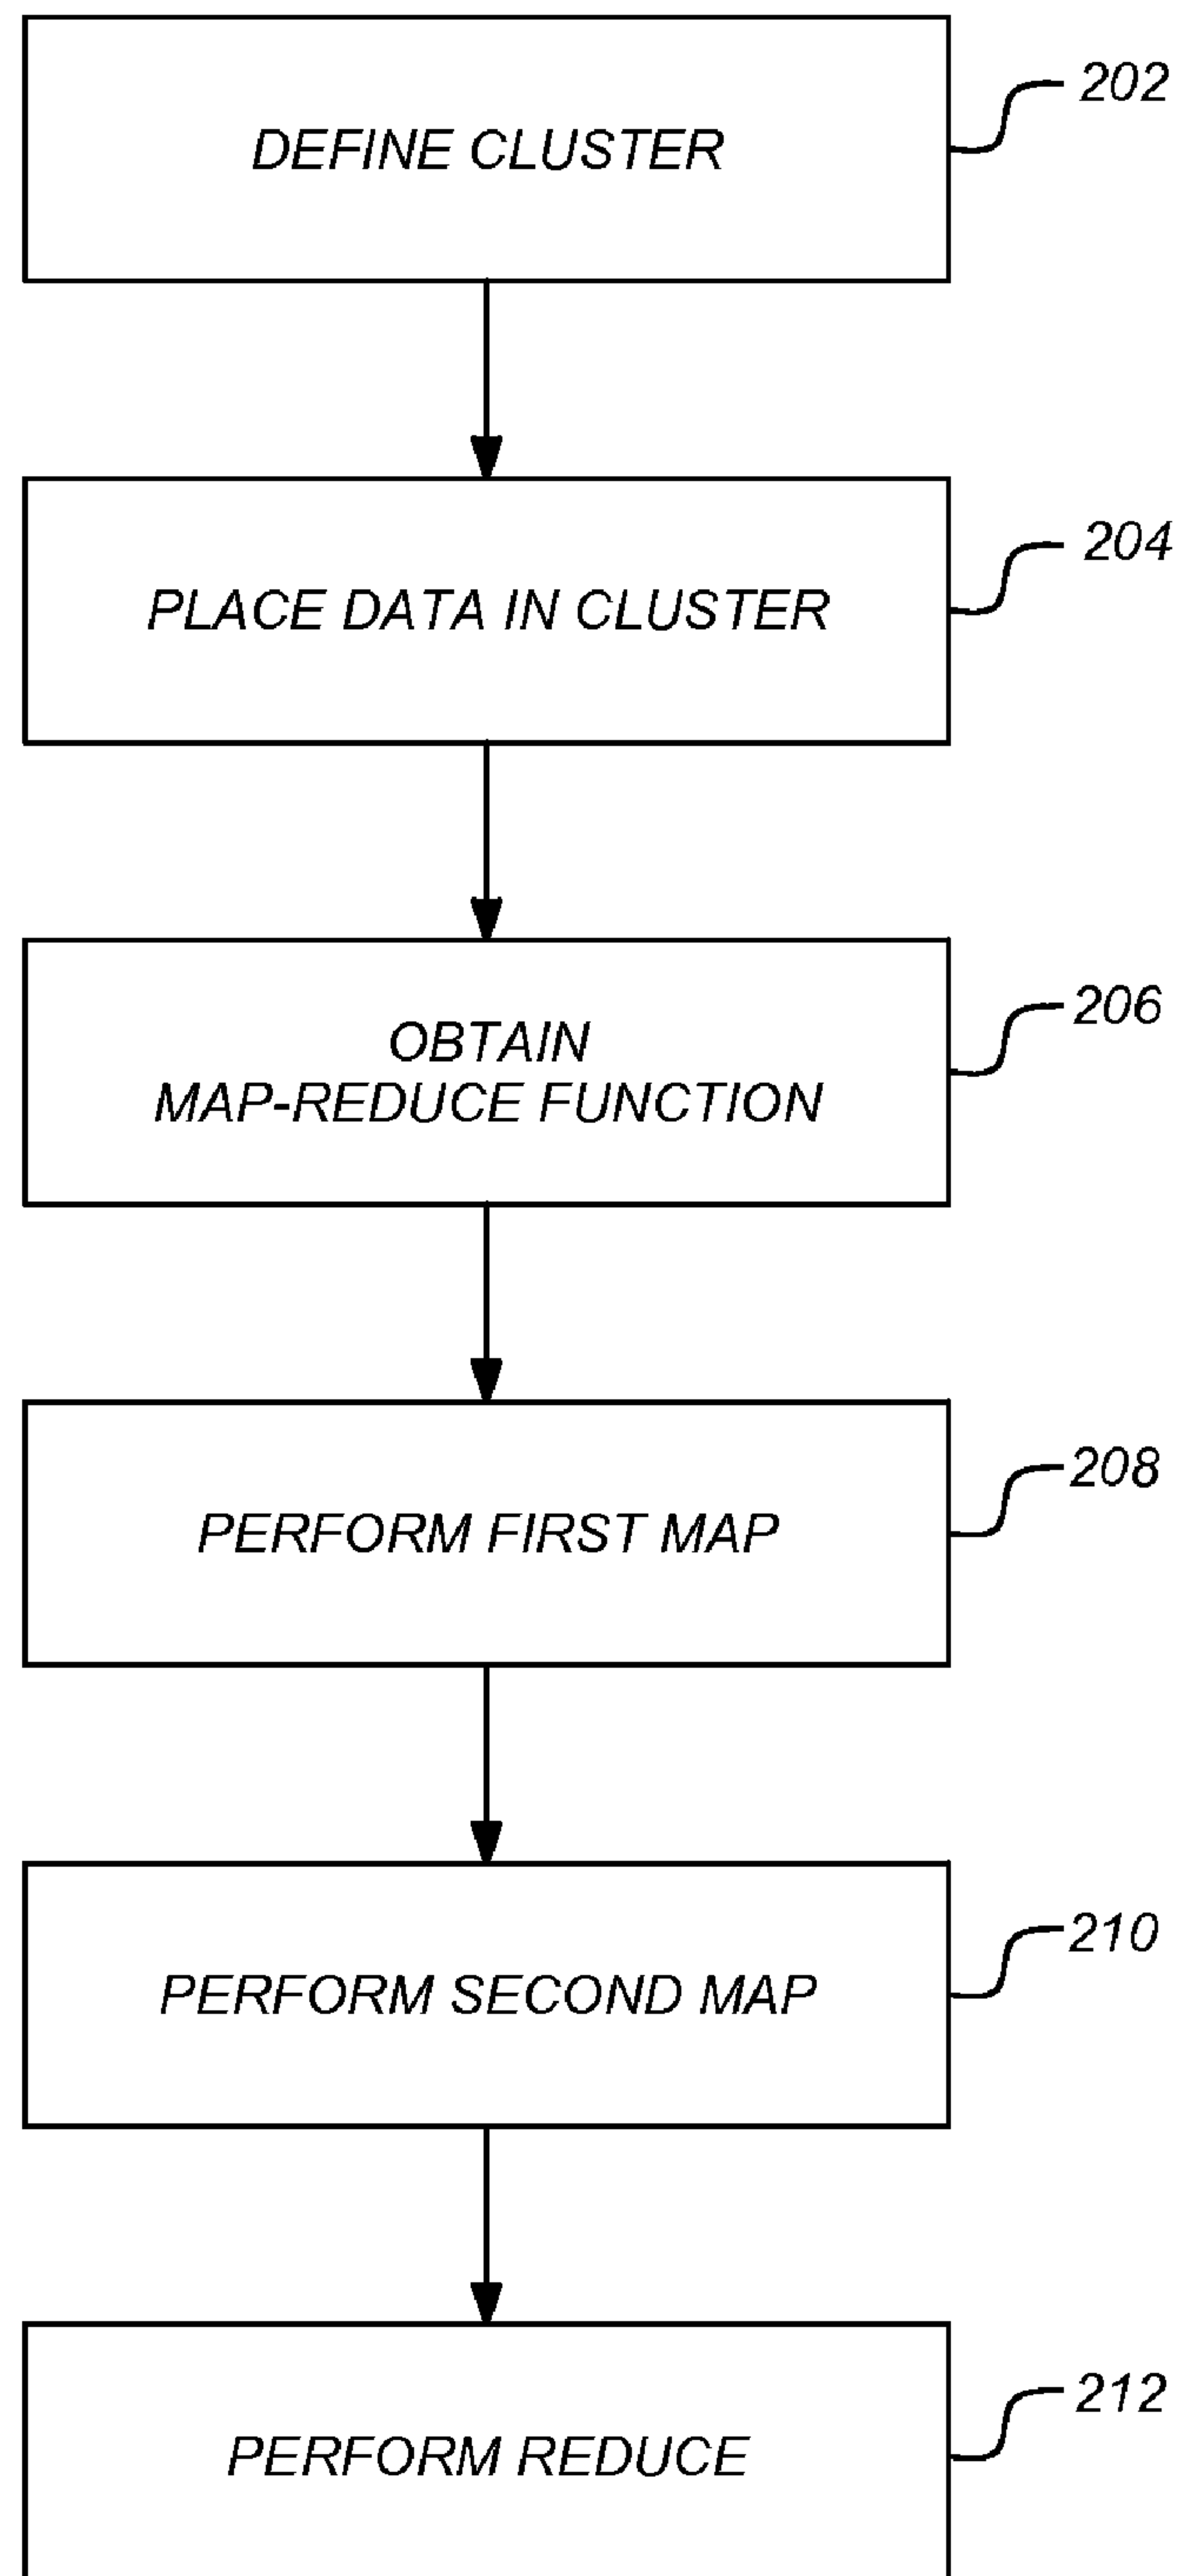 DEFINE CLUSTER
202
PLACE DATA IN CLUSTER
204
OBTAIN
MAP-REDUCE FUNCTION
206
PERFORM FIRST MAP
208
PERFORM SECOND MAP
210
PERFORM REDUCE
212